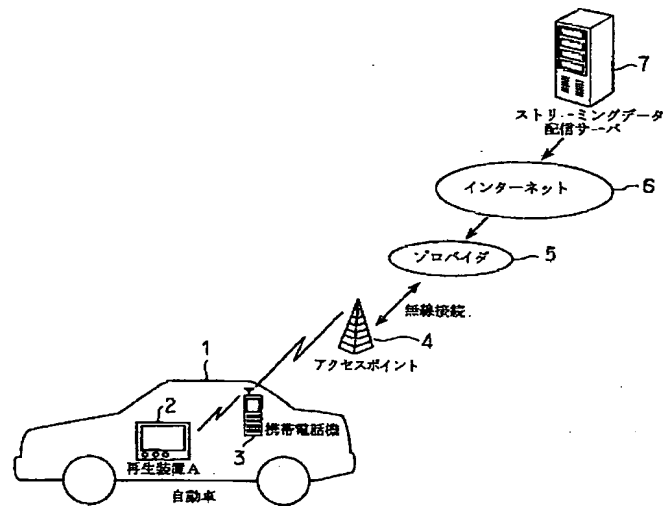 7
ストリーミングデータ
配信サーバ
インターネット
6
プロバイダ
5
無線接続
4
アクセスポイント
1
2
携帯電話機
3
再生装置A
自動車